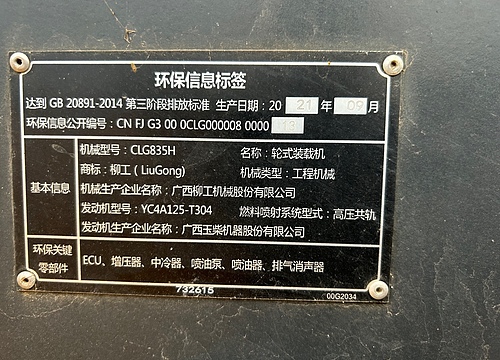 环保信息标签
达到 GB 20891-2014 第三阶段排放标准 生产日期：20 21 年 09 月
环保信息公开编号：CN FJ G3 00 0CLG000008 0000
机械型号：CLG835H 名称：轮式装载机
商标：柳工（LiuGong） 机械类型：工程机械
基本信息
机械生产企业名称：广西柳工机械股份有限公司
发动机型号：YC4A125-T304 燃料喷射系统型式：高压共轨
发动机生产企业名称：广西玉柴机器股份有限公司
环保关键
零部件
ECU、增压器、中冷器、喷油泵、喷油器、排气消声器
732615
00G2034